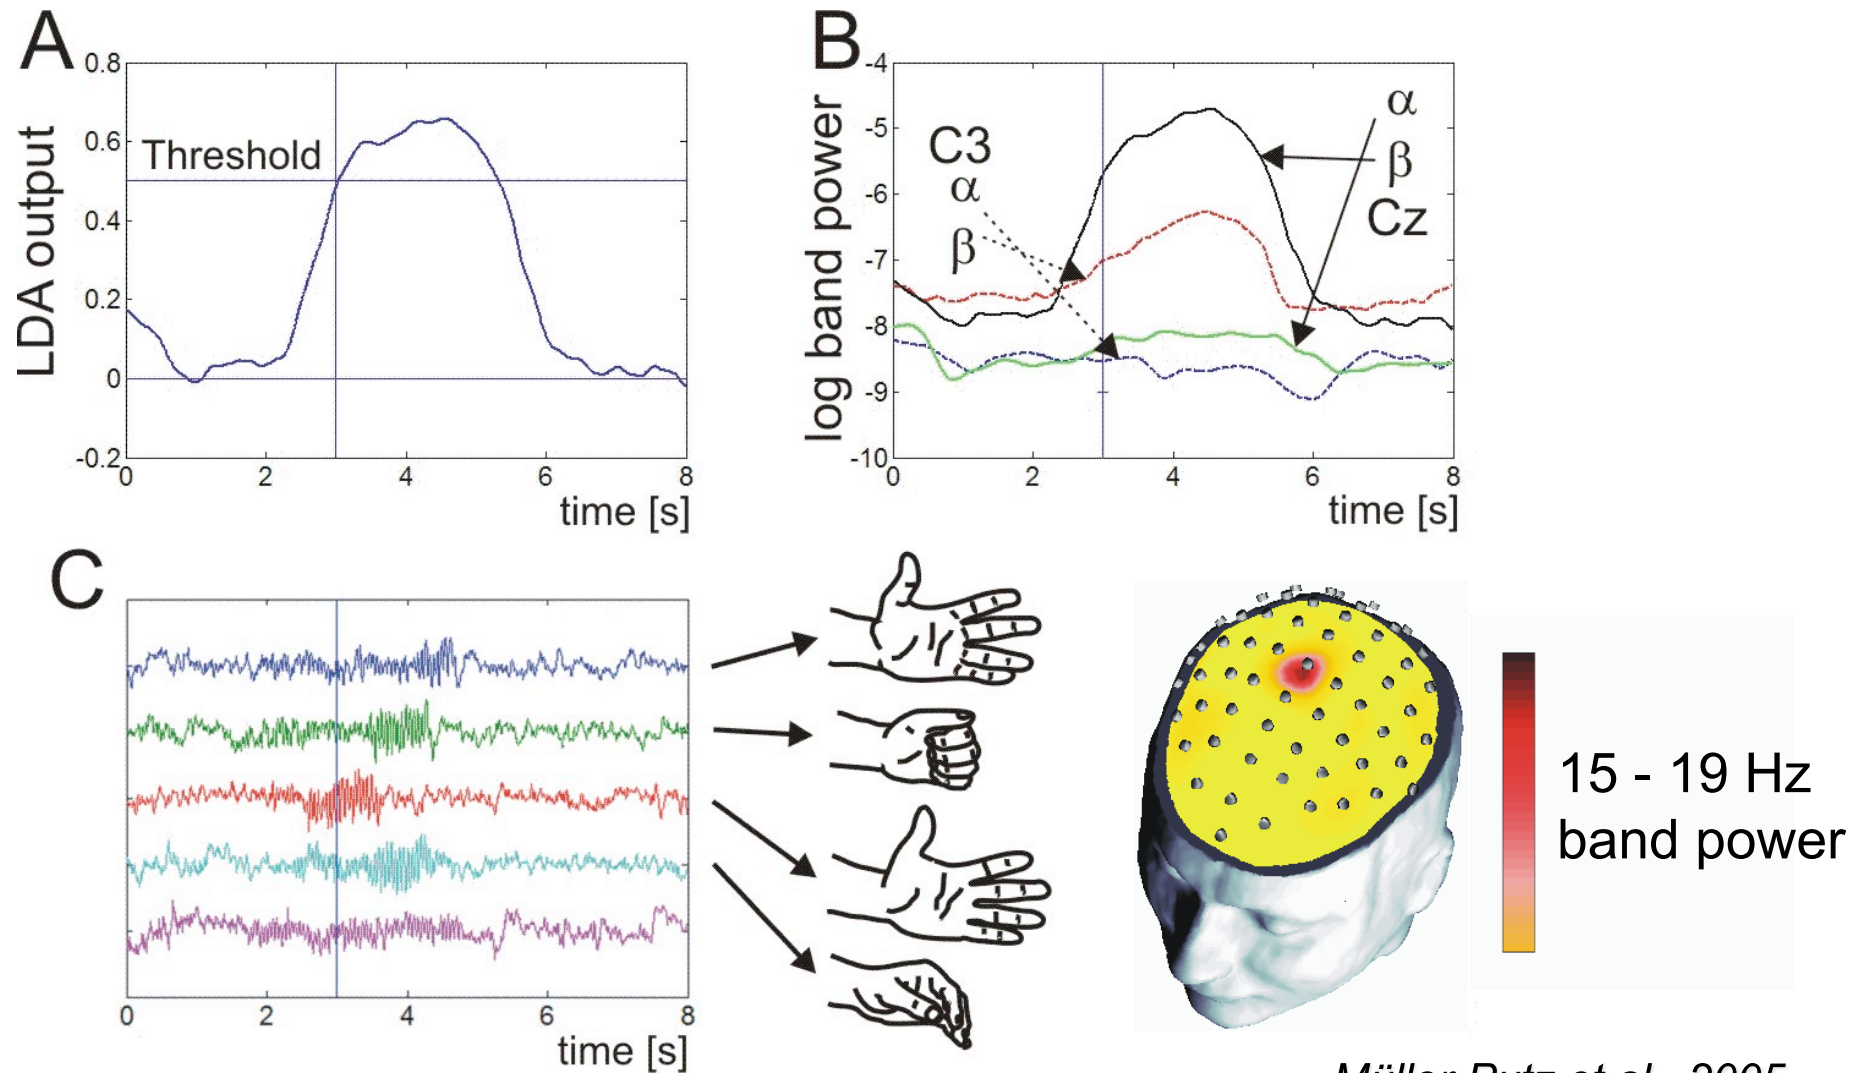 A
0.8
0.6
0.4
0.2
0
-0.2
LDA output
Threshold
0
2
4
6
8
time [s]
B
-4
-5
-6
-7
-8
-9
-10
log band power
C3
α
β
α
β
Cz
0
2
4
6
8
time [s]
C
0
2
4
6
8
time [s]
15 - 19 Hz
band power